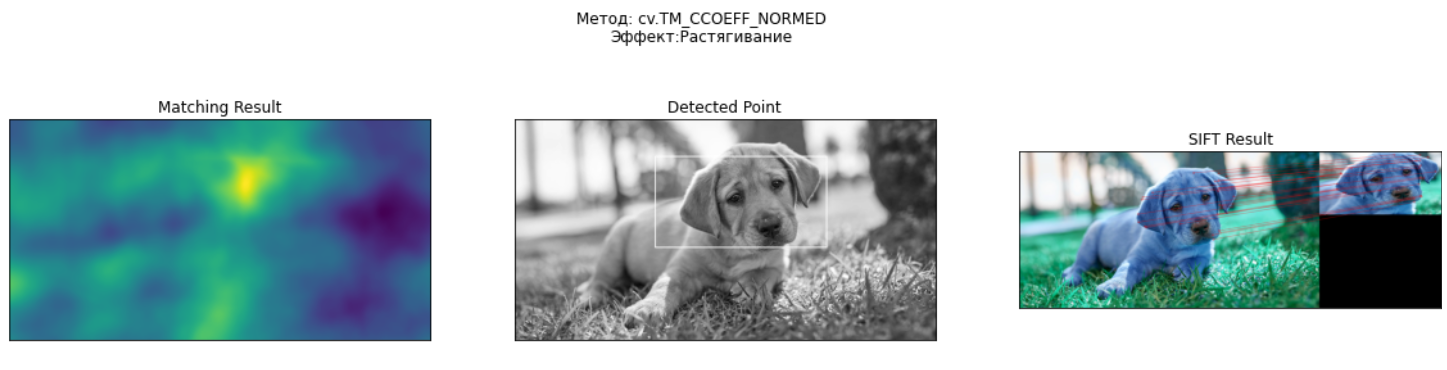 Метод: cv.TM_CCOEFF_NORMED
Эффект:Растягивание
Matching Result
Detected Point
SIFT Result